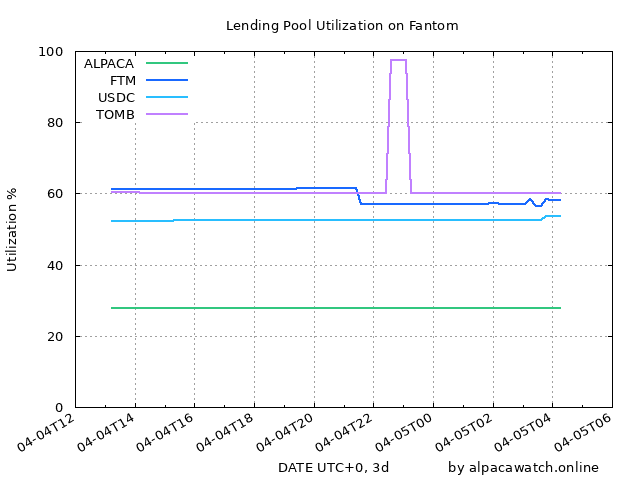 Lending Pool Utilization on Fantom
100
80
60
40
20
0
Utilization %
ALPACA
FTM
USDC
TOMB
04-04T12
04-04T14
04-04T16
04-04T18
04-04T20
04-04T22
04-05T00
04-05T02
04-05T04
04-05T06
DATE UTC+0, 3d
by alpacawatch.online